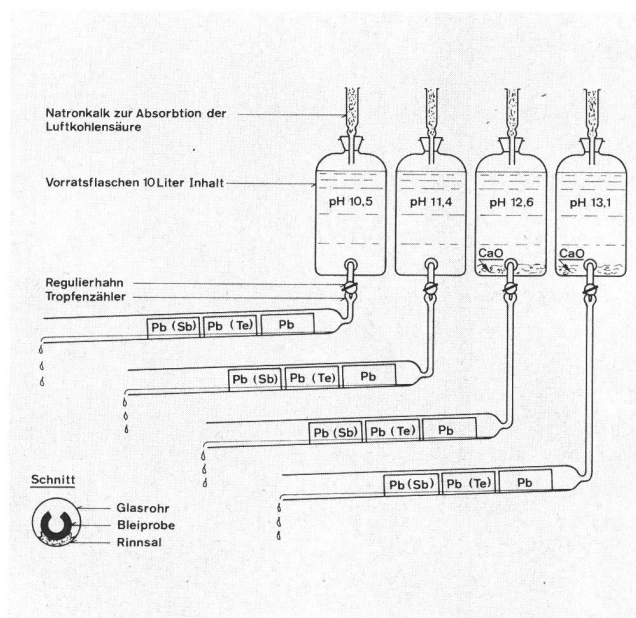 Natronkalk zur Absorbtion der
Luftkohlensäure
Vorratsflaschen 10 Liter Inhalt
pH 10,5
pH 11,4
pH 12,6
pH 13,1
CaO
CaO
Regulierhahn
Tropfenzähler
Pb (Sb) Pb (Te) Pb
Pb (Sb) Pb (Te) Pb
Pb (Sb) Pb (Te) Pb
Pb (Sb) Pb (Te) Pb
Schnitt
Glasrohr
Bleiprobe
Rinnsal